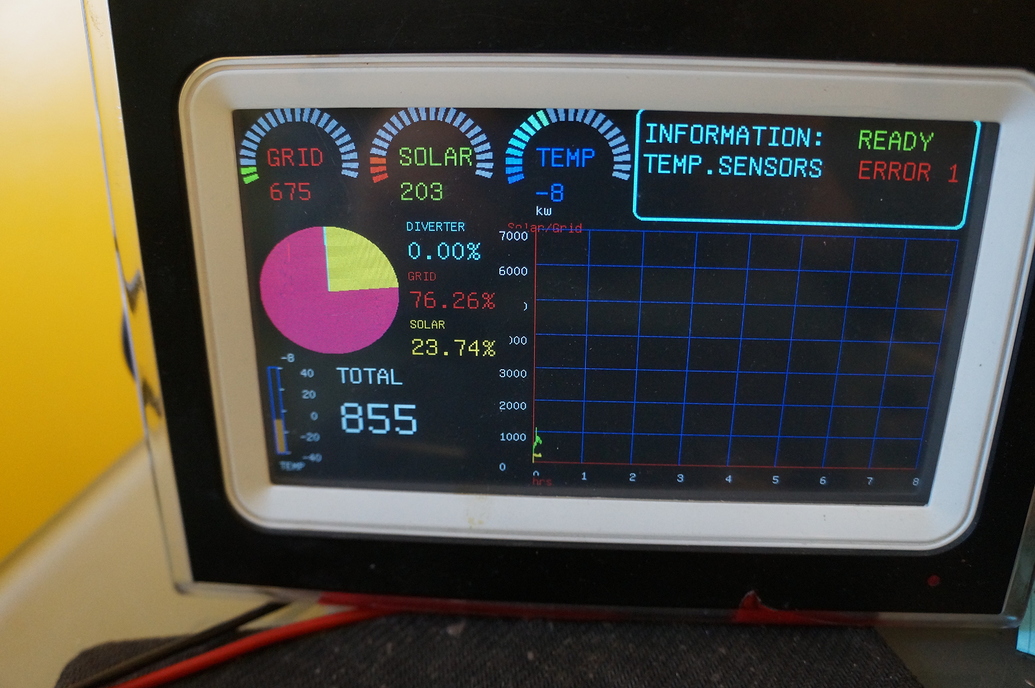 GRID
675
SOLAR
203
TEMP
-8
INFORMATION: READY
TEMP.SENSORS ERROR 1
kw
Solar/Grid
DIVERTER
0.00%
GRID
76.26%
SOLAR
23.74%
-8
40
20
0
-20
-40
TEMP
TOTAL
855
7000
6000
3000
2000
1000
0
0 1 2 3 4 5 6 7 8
hrs